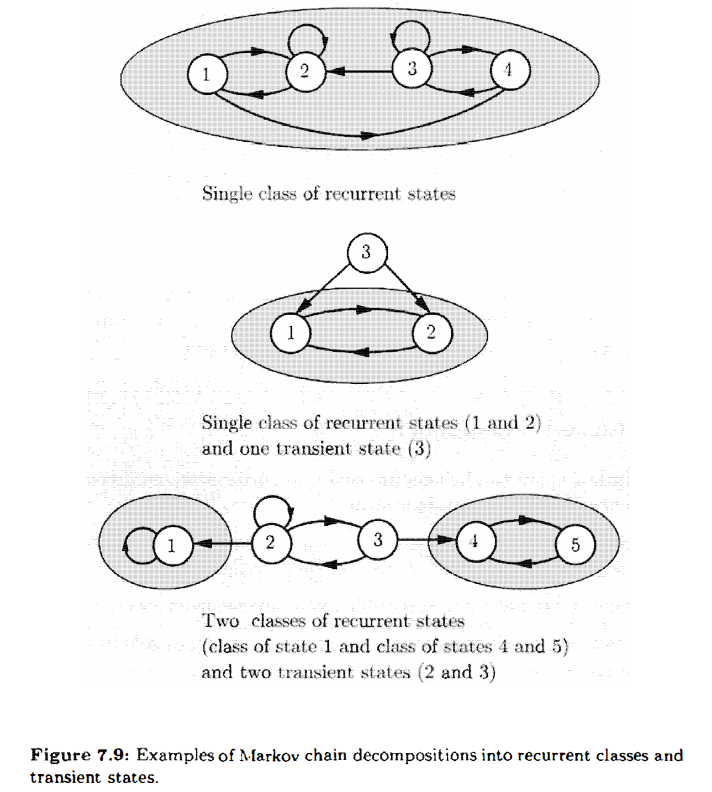 1 2 3 4
Single class of recurrent states
3
1 2
Single class of recurrent states (1 and 2)
and one transient state (3)
1 2 3 4 5
Two classes of recurrent states
(class of state 1 and class of states 4 and 5)
and two transient states (2 and 3)
Figure 7.9: Examples of Markov chain decompositions into recurrent classes and
transient states.